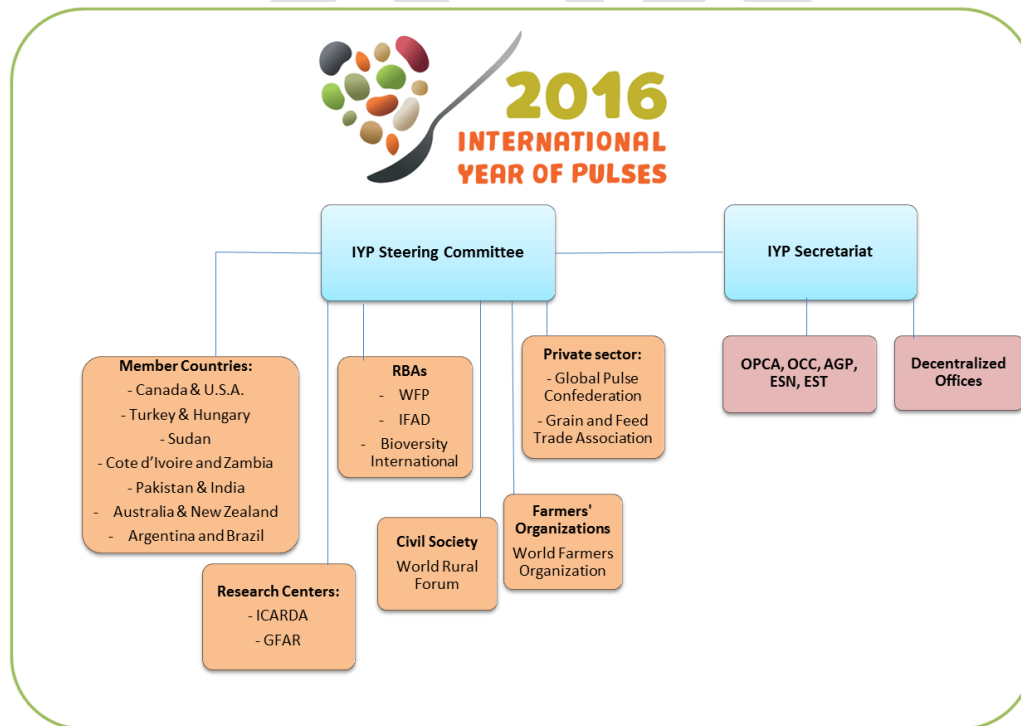 2016
INTERNATIONAL
YEAR OF PULSES
IYP Steering Committee
IYP Secretariat
Member Countries:
- Canada & U.S.A.
- Turkey & Hungary
- Sudan
- Cote d'Ivoire and Zambia
- Pakistan & India
- Australia & New Zealand
- Argentina and Brazil
Research Centers:
- ICARDA
- GFAR
RBAs
- WFP
- IFAD
- Bioversity
International
Civil Society
World Rural
Forum
Farmers'
Organizations
World Farmers
Organization
Private sector:
- Global Pulse
Confederation
- Grain and Feed
Trade Association
OPCA, OCC, AGP,
ESN, EST
Decentralized
Offices